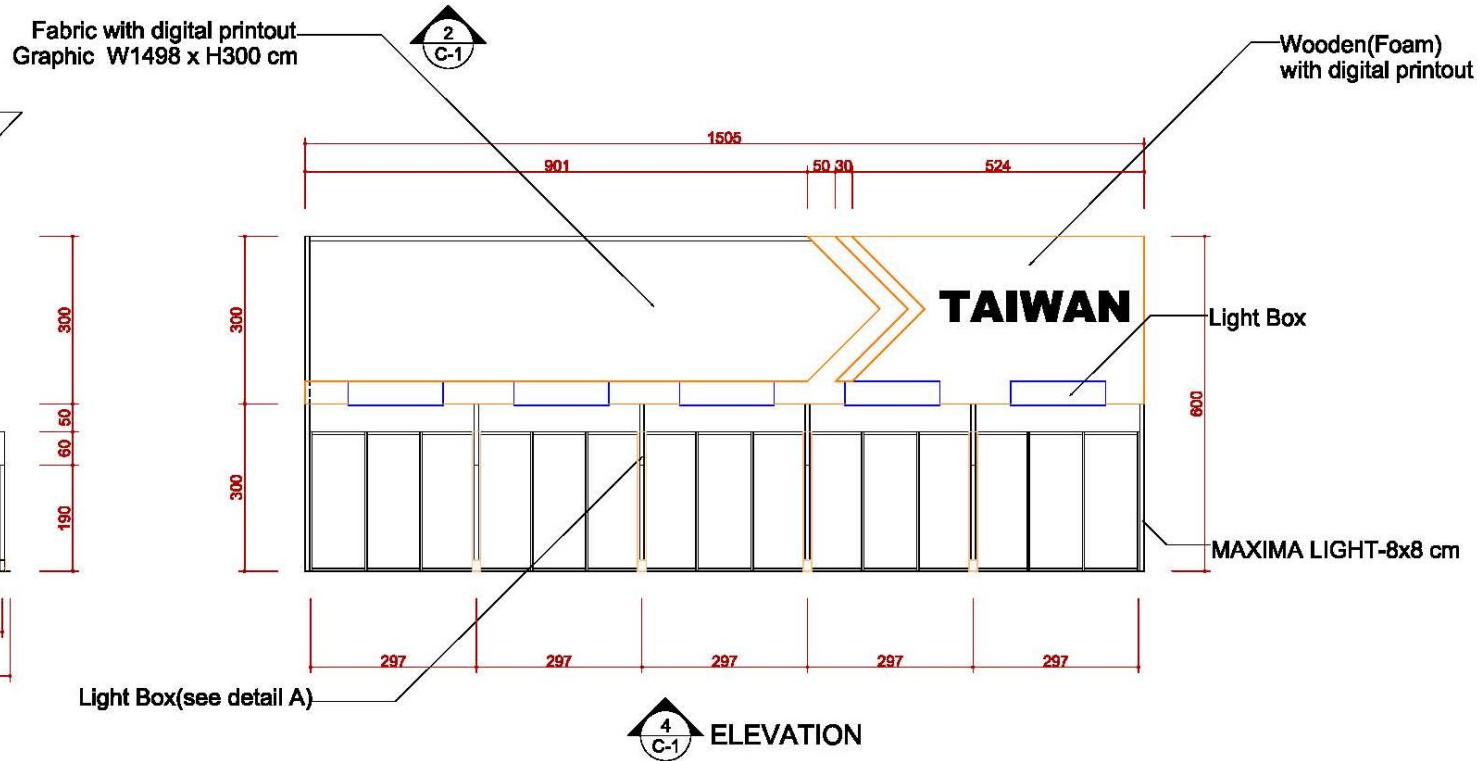 Fabric with digital printout
Graphic W1498 x H300 cm
2
C-1
Wooden(Foam)
with digital printout
1505
901
50
30
524
TAIWAN
Light Box
300
50
60
190
300
300
600
MAXIMA LIGHT-8x8 cm
297
297
297
297
297
Light Box(see detail A)
4
C-1
ELEVATION